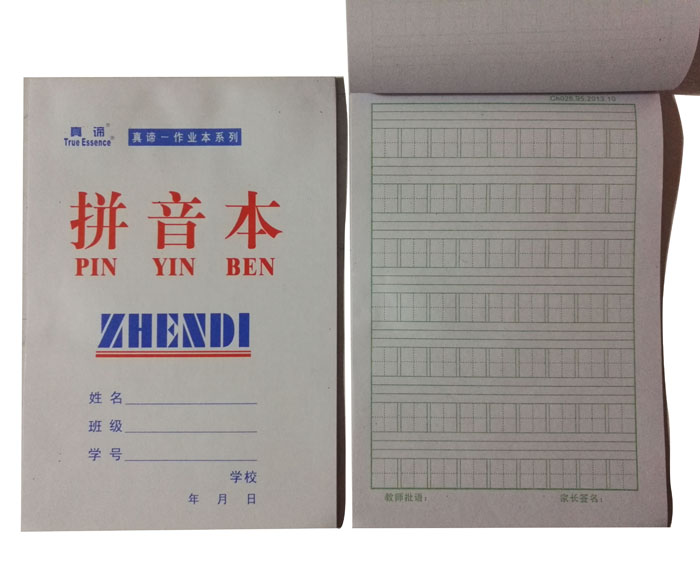 真谛®
True Essence®
真谛－作业本系列
拼音本
PIN YIN BEN
ZHENDI
姓名
班级
学号
学校
年 月 日
教师批语：
家长签名：